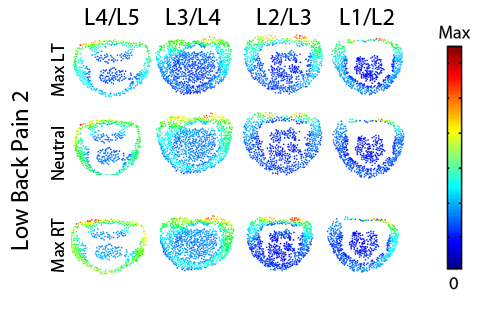 L4/L5 L3/L4 L2/L3 L1/L2
Max
Low Back Pain 2
Max LT
Neutral
Max RT
0